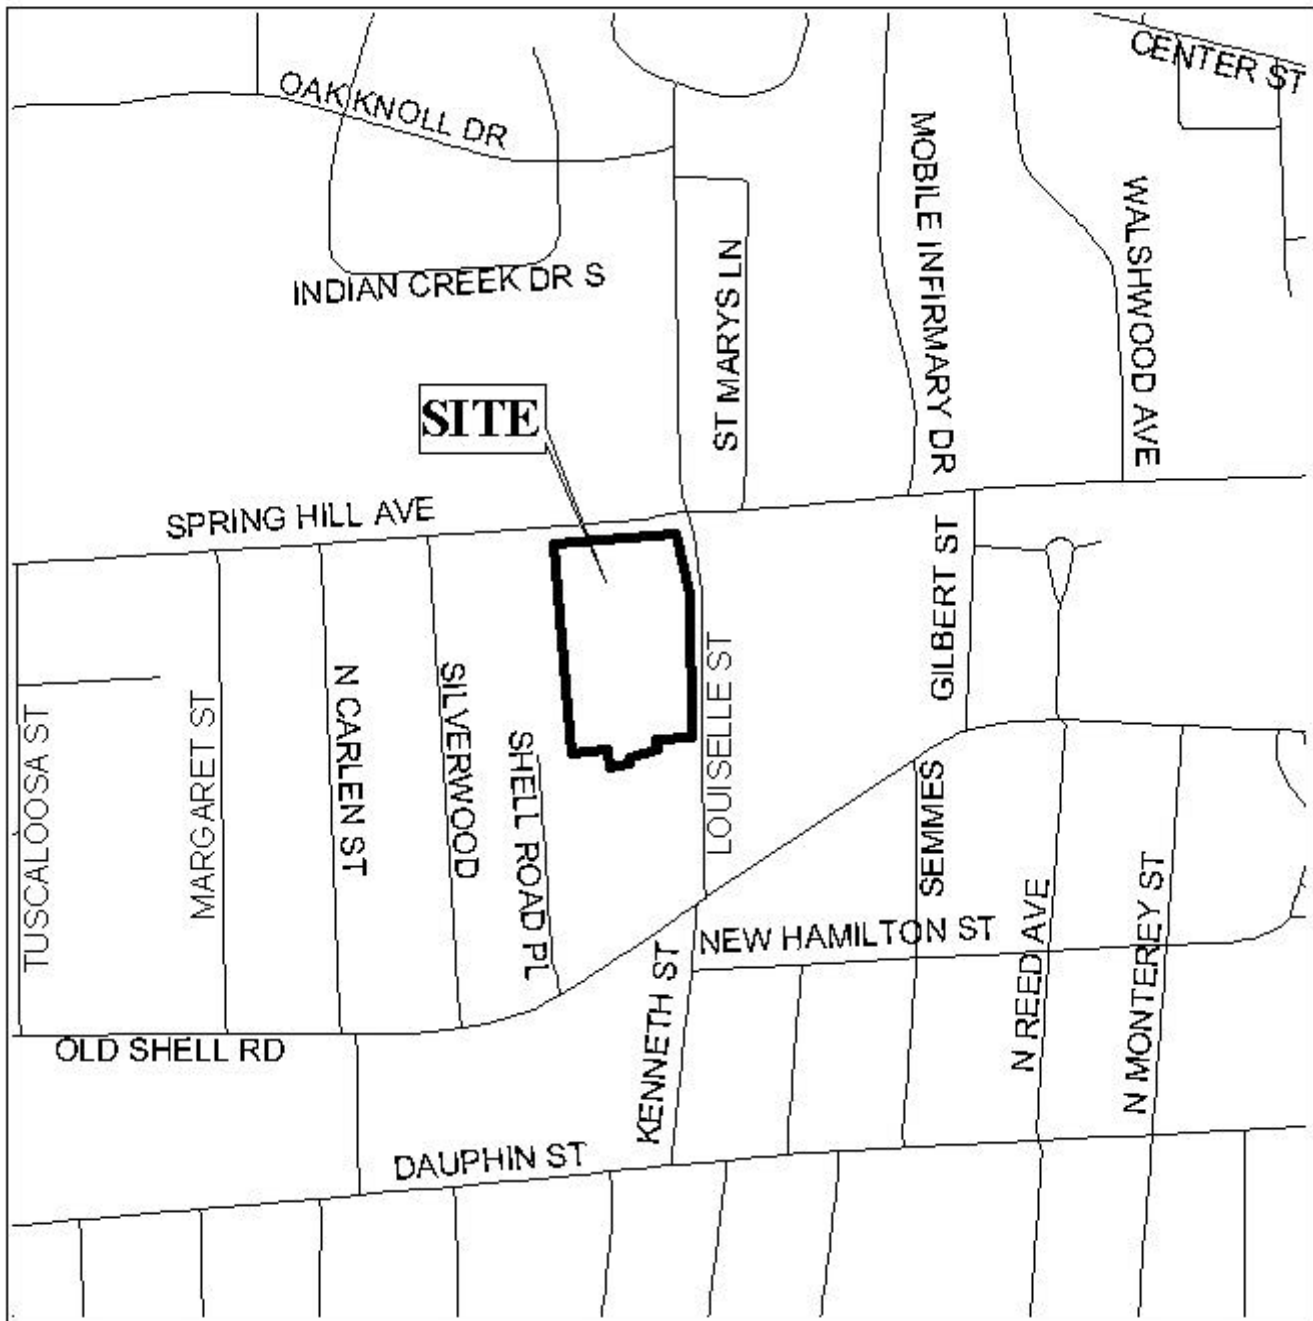 CENTER ST
OAK KNOLL DR
MOBILE INFIRMARY DR
WALSHWOOD AVE
INDIAN CREEK DR S
ST MARYS LN
SITE
SPRING HILL AVE
GILBERT ST
LOUISELLE ST
N CARLEN ST
SILVERWOOD
MARGARET ST
TUSCALOOSA ST
SHELL ROAD PL
SEMMES
N REED AVE
N MONTEREY ST
NEW HAMILTON ST
KENNETH ST
OLD SHELL RD
DAUPHIN ST